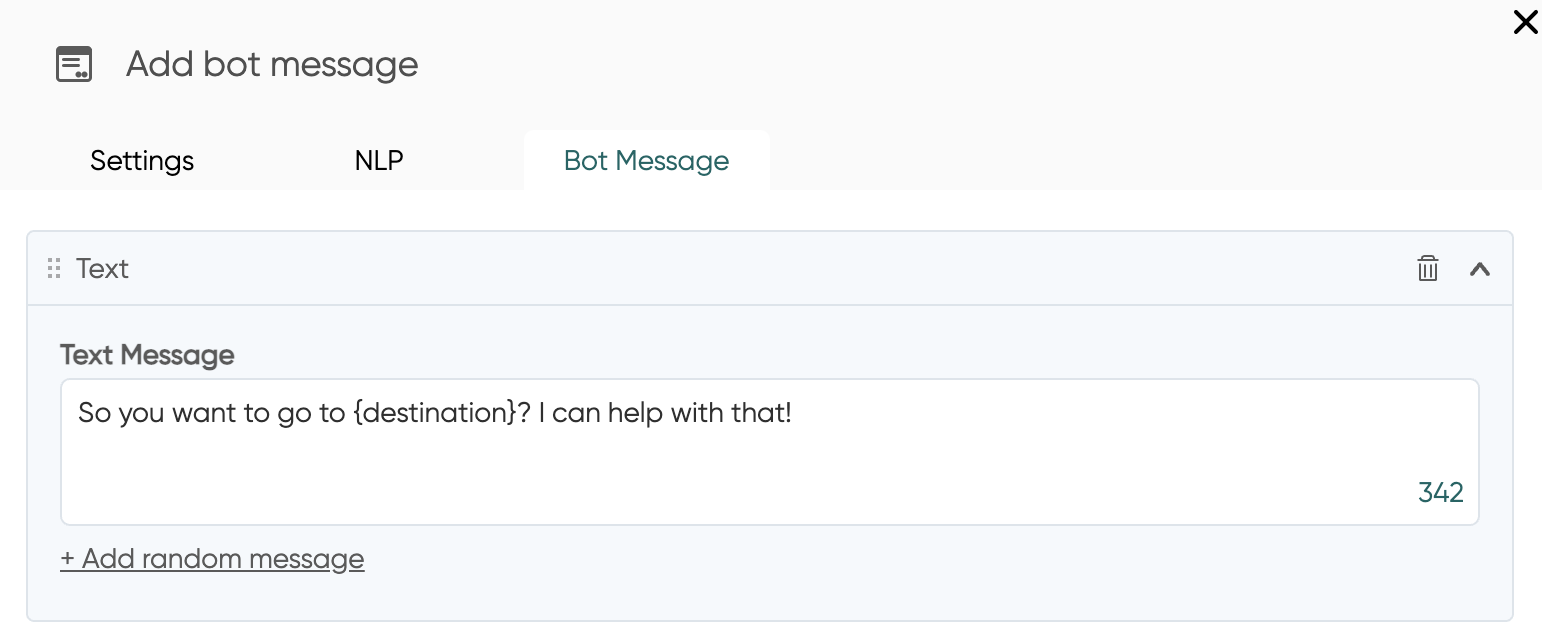 Add bot message
Settings NLP Bot Message
Text
Text Message
So you want to go to {destination}? I can help with that!
342
+ Add random message